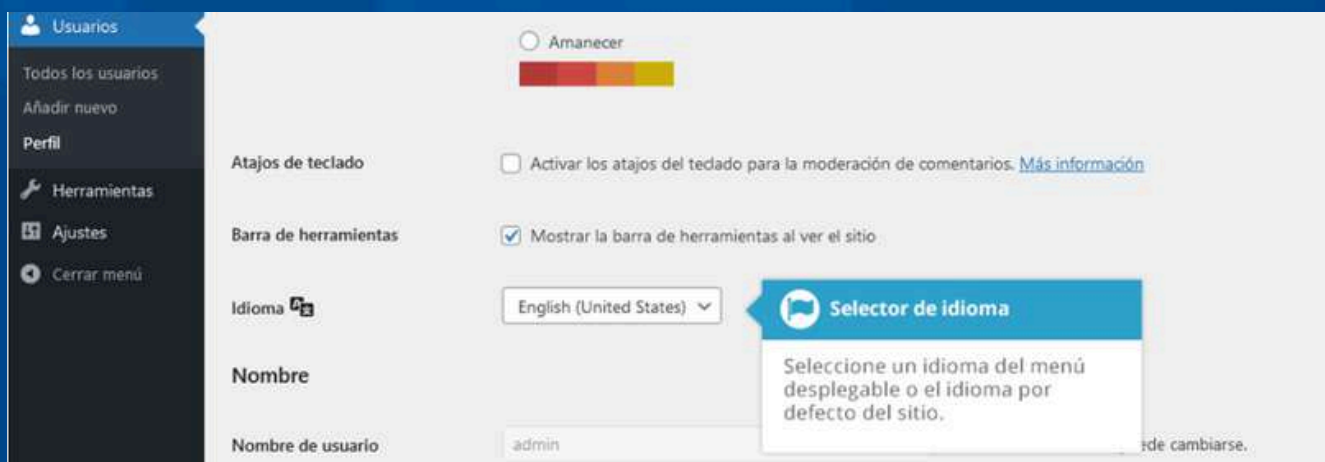 Usuarios
Todos los usuarios
Añadir nuevo
Perfil
Herramientas
Ajustes
Cerrar menú
Amanecer
Atajos de teclado
Activar los atajos del teclado para la moderación de comentarios. Más información
Barra de herramientas
Mostrar la barra de herramientas al ver el sitio
Idioma
English (United States)
Selector de idioma
Seleccione un idioma del menú
desplegable o el idioma por
defecto del sitio.
Nombre
Nombre de usuario
admin
cambiarse.